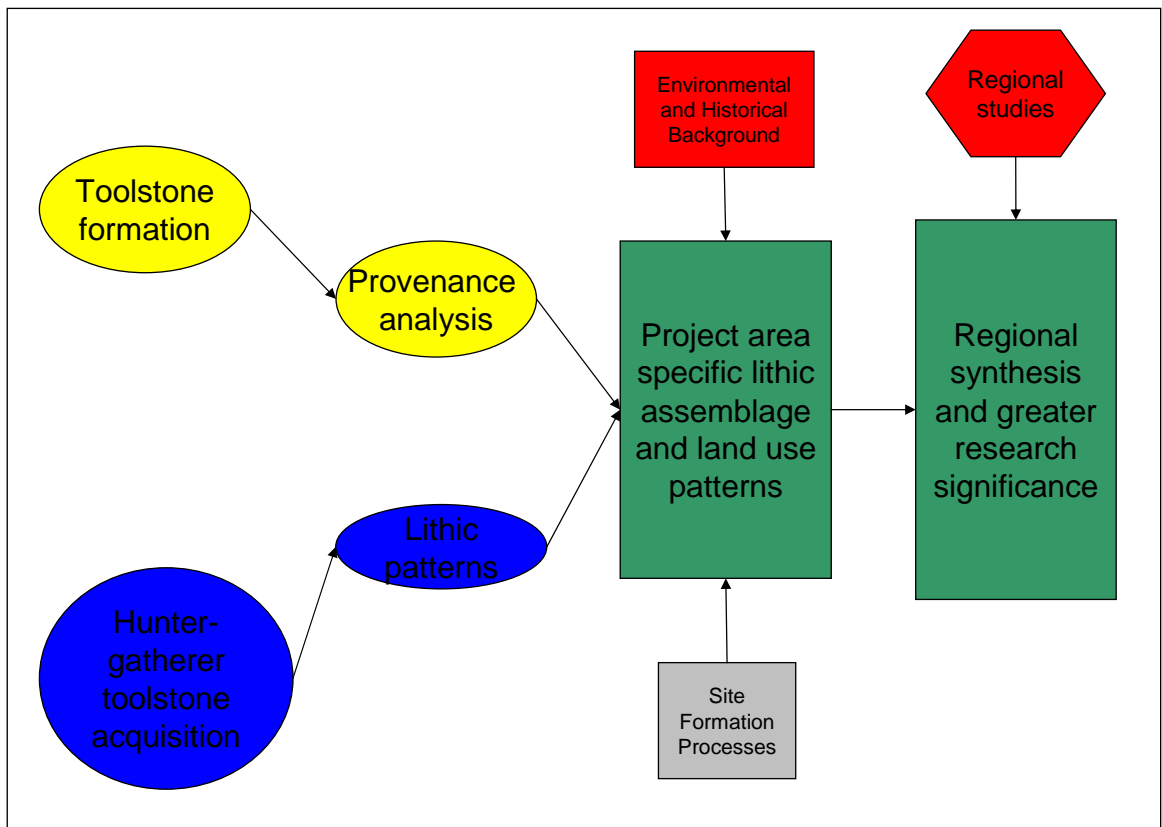 Toolstone
formation
Provenance
analysis
Lithic
patterns
Hunter-
gatherer
toolstone
acquisition
Environmental
and Historical
Background
Project area
specific lithic
assemblage
and land use
patterns
Site
Formation
Processes
Regional
studies
Regional
synthesis
and greater
research
significance